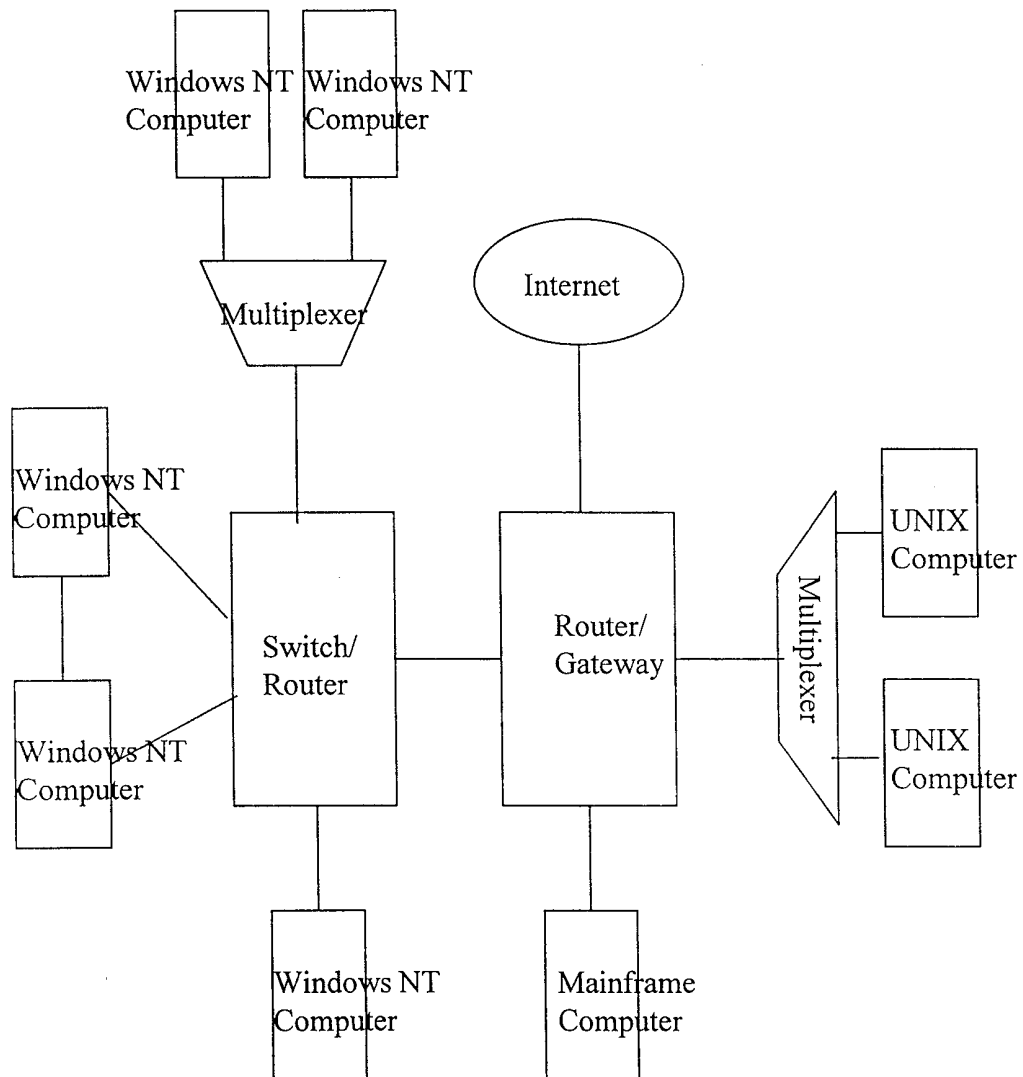 Windows NT
Computer
Windows NT
Computer
Multiplexer
Internet
Windows NT
Computer
UNIX
Computer
Multiplexer
Switch/
Router
Router/
Gateway
Windows NT
Computer
UNIX
Computer
Windows NT
Computer
Mainframe
Computer